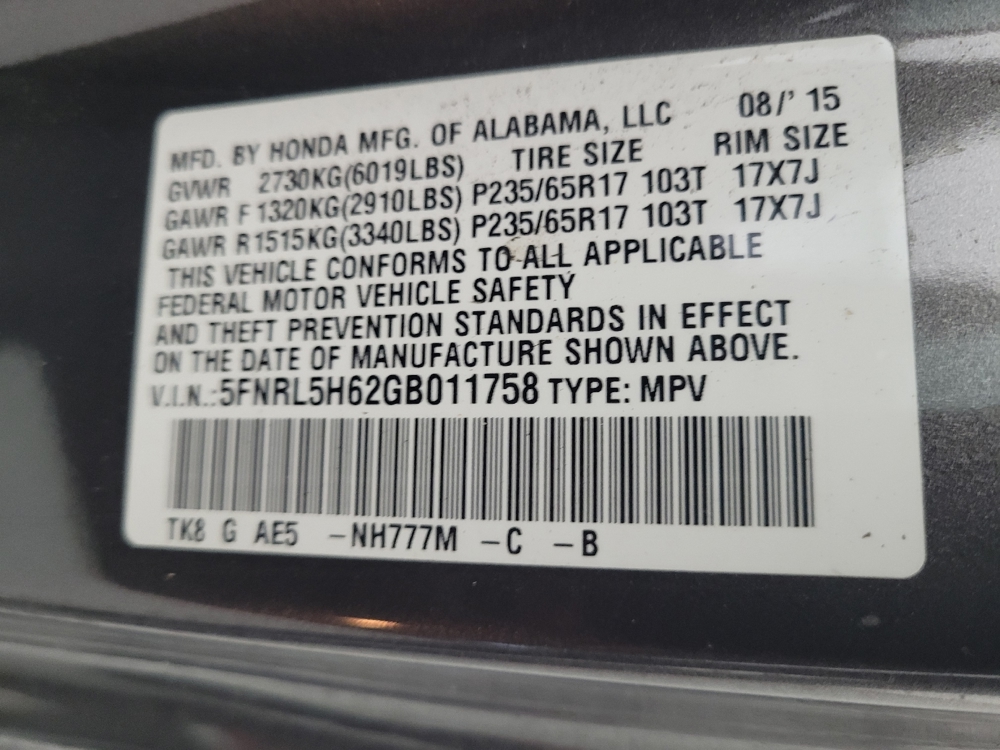 MFD. BY HONDA MFG. OF ALABAMA, LLC 08/' 15
GVWR 2730KG(6019LBS) TIRE SIZE RIM SIZE
GAWR F 1320KG(2910LBS) P235/65R17 103T 17X7J
GAWR R1515KG(3340LBS) P235/65R17 103T 17X7J
THIS VEHICLE CONFORMS TO ALL APPLICABLE
FEDERAL MOTOR VEHICLE SAFETY
AND THEFT PREVENTION STANDARDS IN EFFECT
ON THE DATE OF MANUFACTURE SHOWN ABOVE.
V.I.N.:5FNRL5H62GB011758 TYPE: MPV
TK8 G AE5 -NH777M -C -B